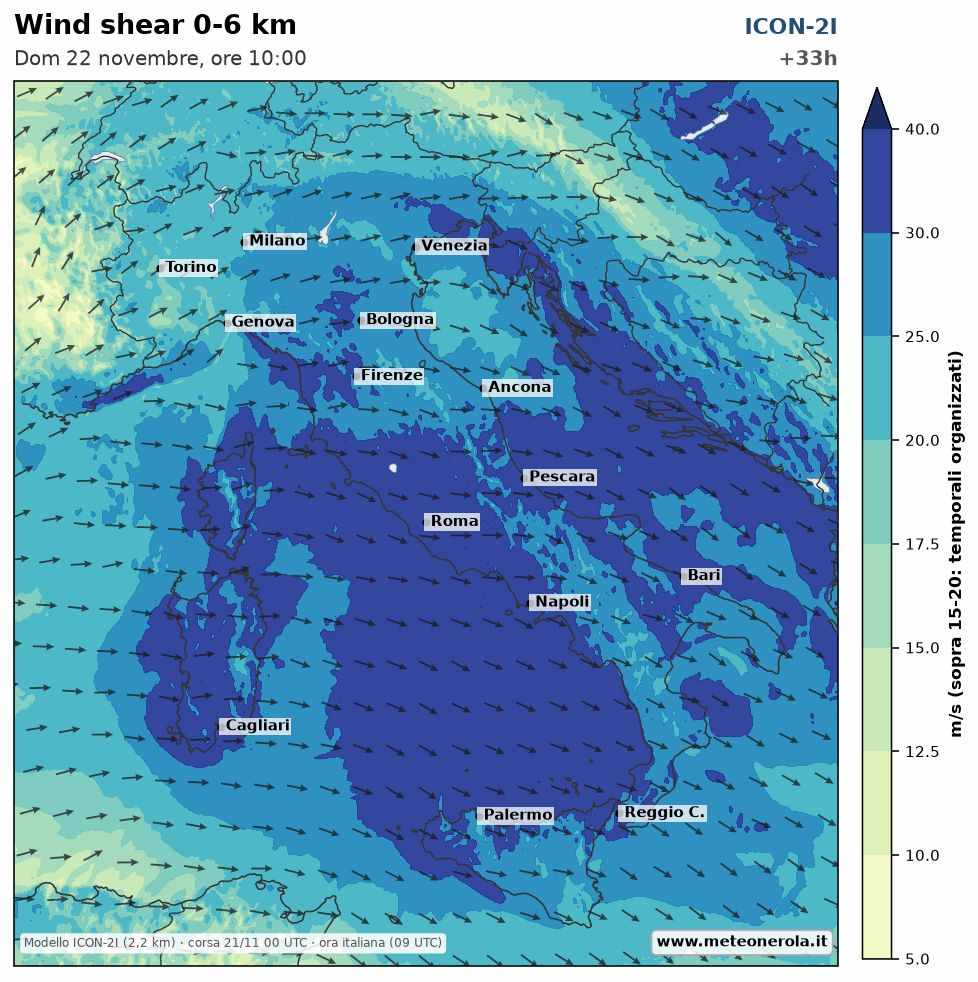 Wind shear 0-6 km
ICON-2I
Dom 22 novembre, ore 10:00
+33h
Milano
Venezia
Torino
Genova
Bologna
Firenze
Ancona
Pescara
Roma
Bari
Napoli
Cagliari
Palermo
Reggio C.
40.0
30.0
25.0
20.0
17.5
15.0
12.5
10.0
5.0
m/s (sopra 15-20: temporali organizzati)
Modello ICON-2I (2,2 km) · corsa 21/11 00 UTC · ora italiana (09 UTC)
www.meteonerola.it